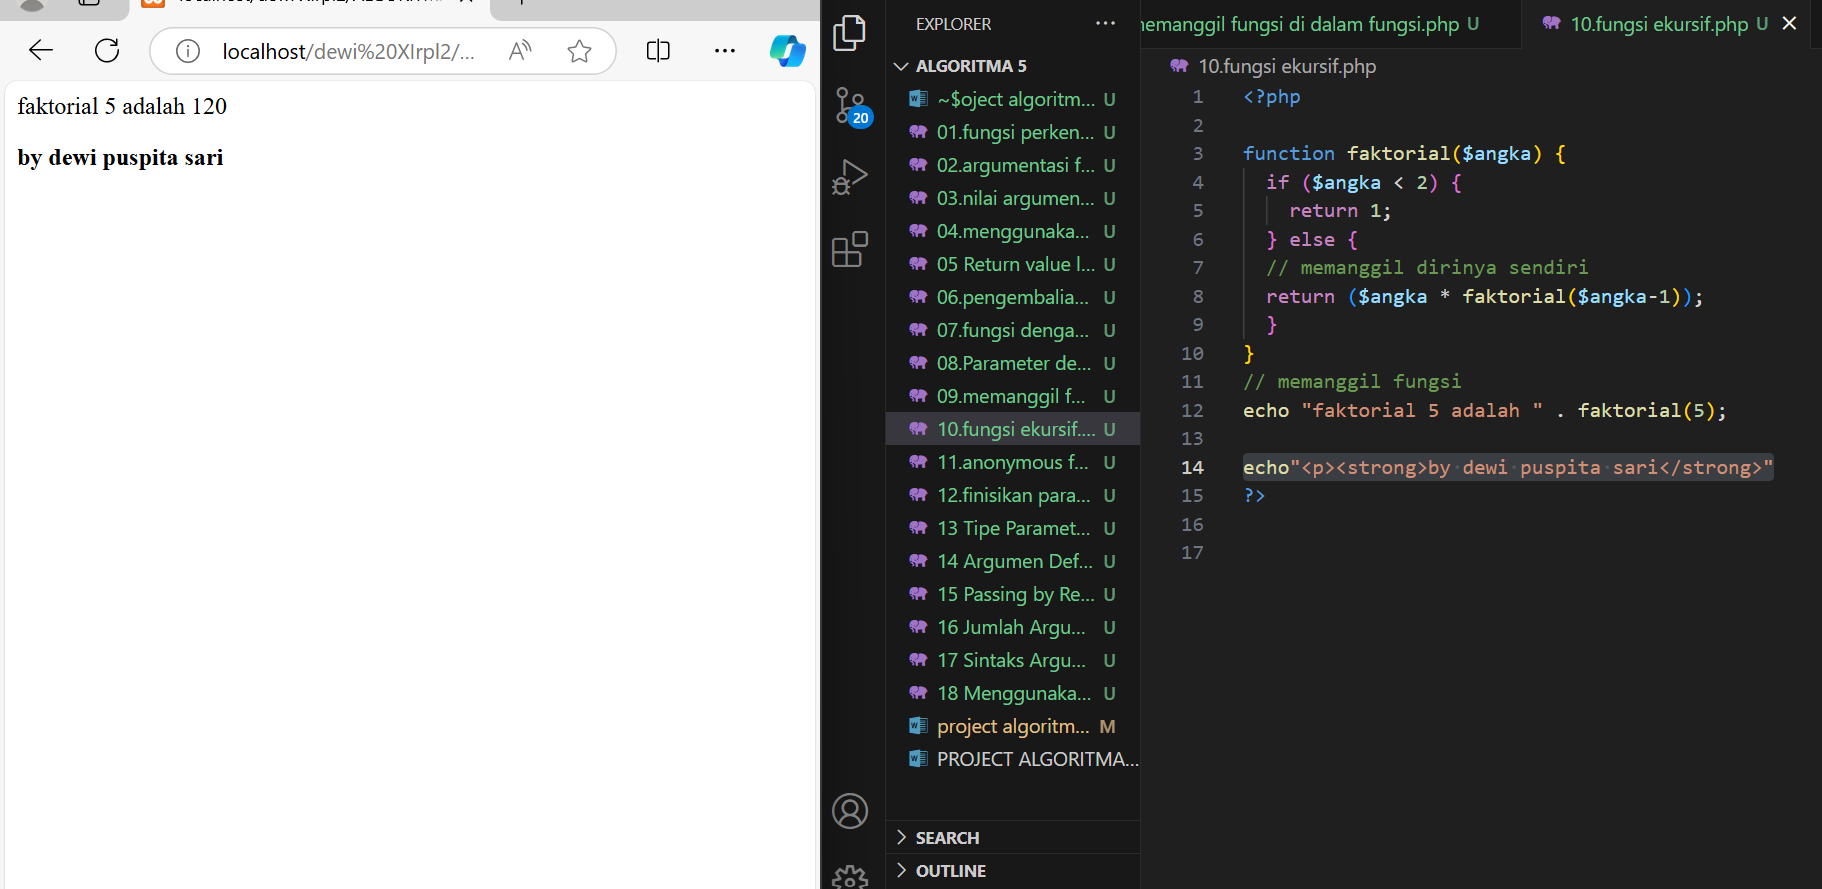 localhost/dewi%20XIrpl2/...
faktorial 5 adalah 120
by dewi puspita sari
20
EXPLORER
ALGORITMA 5
~$oject algoritm... U
01.fungsi perken... U
02.argumentasi f... U
03.nilai argumen... U
04.menggunaka... U
05 Return value l... U
06.pengembalia... U
07.fungsi denga... U
08.Parameter de... U
09.memanggil f... U
10.fungsi ekursif.... U
11.anonymous f... U
12.finisikan para... U
13 Tipe Paramet... U
14 Argumen Def... U
15 Passing by Re... U
16 Jumlah Argu... U
17 Sintaks Argu... U
18 Menggunaka... U
project algoritm... M
PROJECT ALGORITMA...
SEARCH
OUTLINE
memanggil fungsi di dalam fungsi.php U
10.fungsi ekursif.php U
10.fungsi ekursif.php
1 <?php
2
3 function faktorial($angka) {
4 if ($angka < 2) {
5 return 1;
6 } else {
7 // memanggil dirinya sendiri
8 return ($angka * faktorial($angka-1));
9 }
10 }
11 // memanggil fungsi
12 echo "faktorial 5 adalah " . faktorial(5);
13
14 echo"<p><strong>by dewi puspita sari</strong>"
15 ?>
16
17